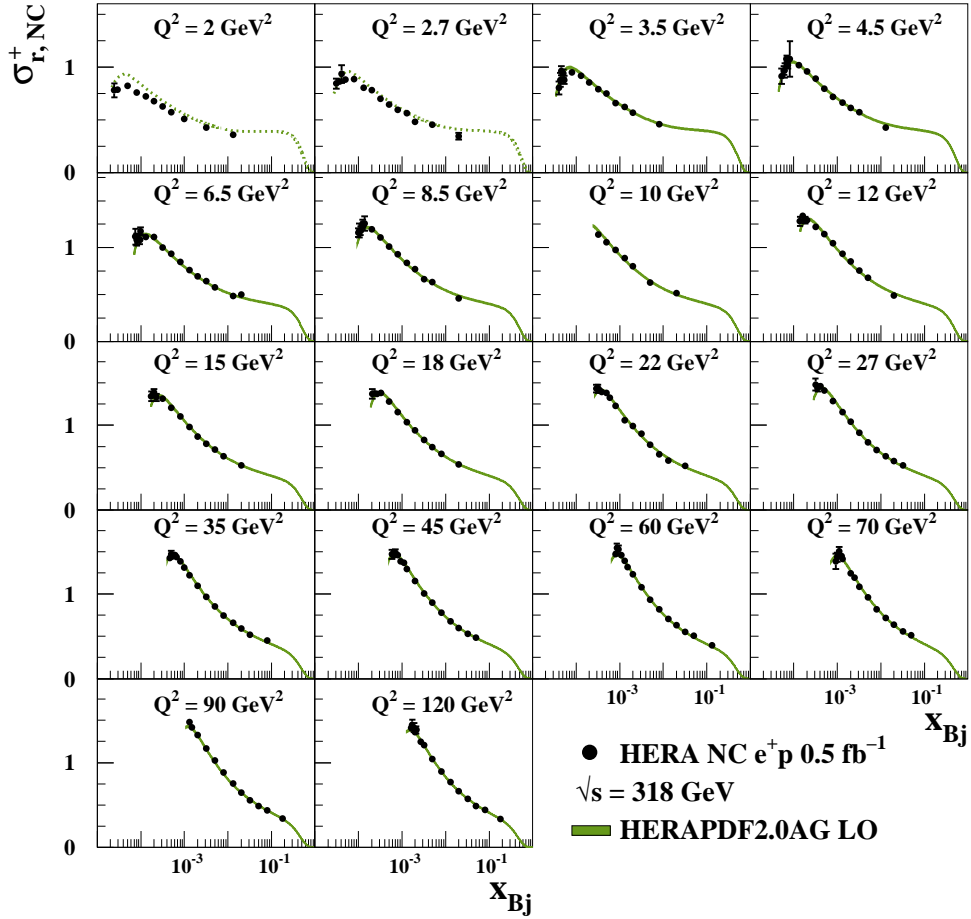 σ⁺r, NC
Q² = 2 GeV² Q² = 2.7 GeV² Q² = 3.5 GeV² Q² = 4.5 GeV²
1
0
Q² = 6.5 GeV² Q² = 8.5 GeV² Q² = 10 GeV² Q² = 12 GeV²
1
0
Q² = 15 GeV² Q² = 18 GeV² Q² = 22 GeV² Q² = 27 GeV²
1
0
Q² = 35 GeV² Q² = 45 GeV² Q² = 60 GeV² Q² = 70 GeV²
1
0
10⁻³ 10⁻¹ 10⁻³ 10⁻¹
Q² = 90 GeV² Q² = 120 GeV²
xBj
1
HERA NC e⁺p 0.5 fb⁻¹
√s = 318 GeV
HERAPDF2.0AG LO
0
10⁻³ 10⁻¹ 10⁻³ 10⁻¹
xBj